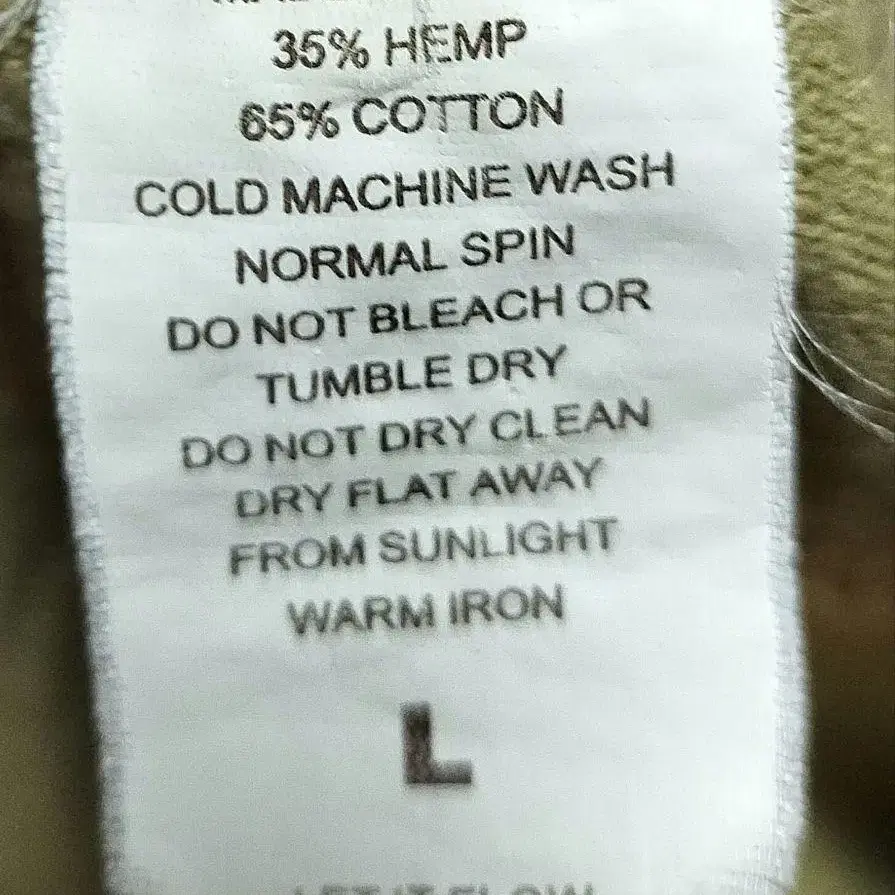 35% HEMP
65% COTTON
COLD MACHINE WASH
NORMAL SPIN
DO NOT BLEACH OR
TUMBLE DRY
DO NOT DRY CLEAN
DRY FLAT AWAY
FROM SUNLIGHT
WARM IRON
L